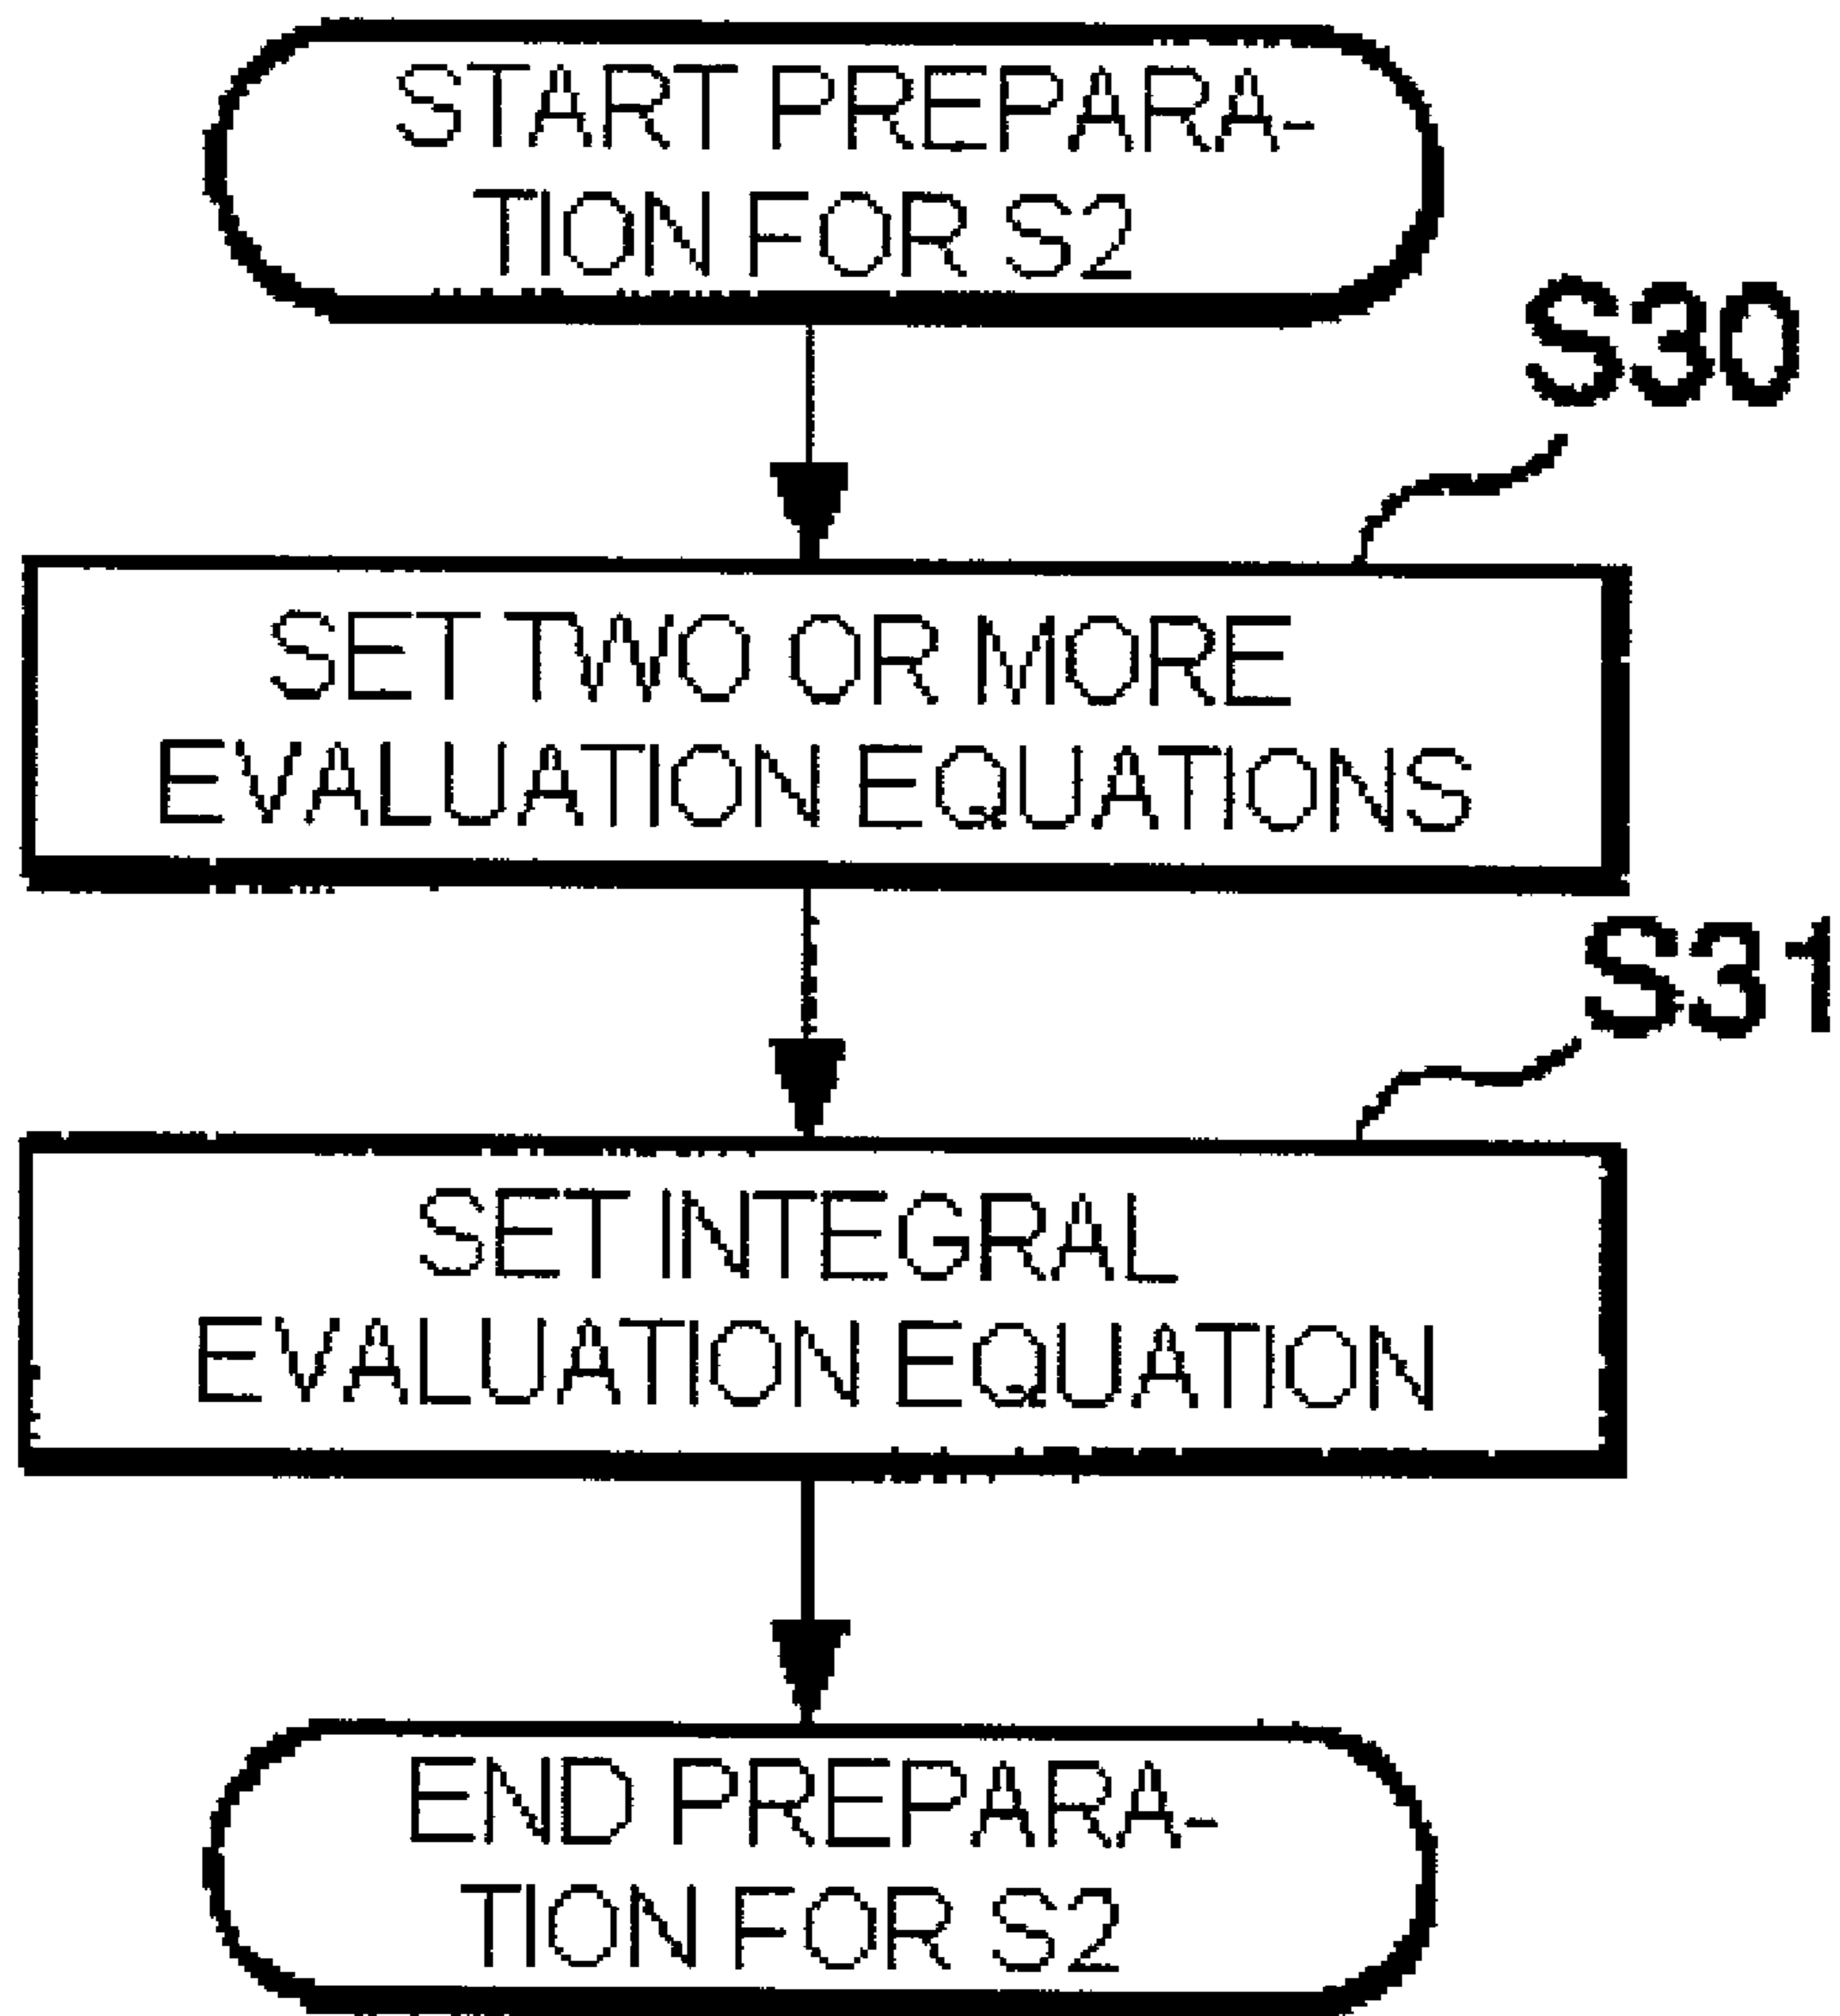 START PREPARA-
TION FOR S2
S30
SET TWO OR MORE
EVALUATION EQUATIONS
S31
SET INTEGRAL
EVALUATION EQUATION
END PREPARA-
TION FOR S2